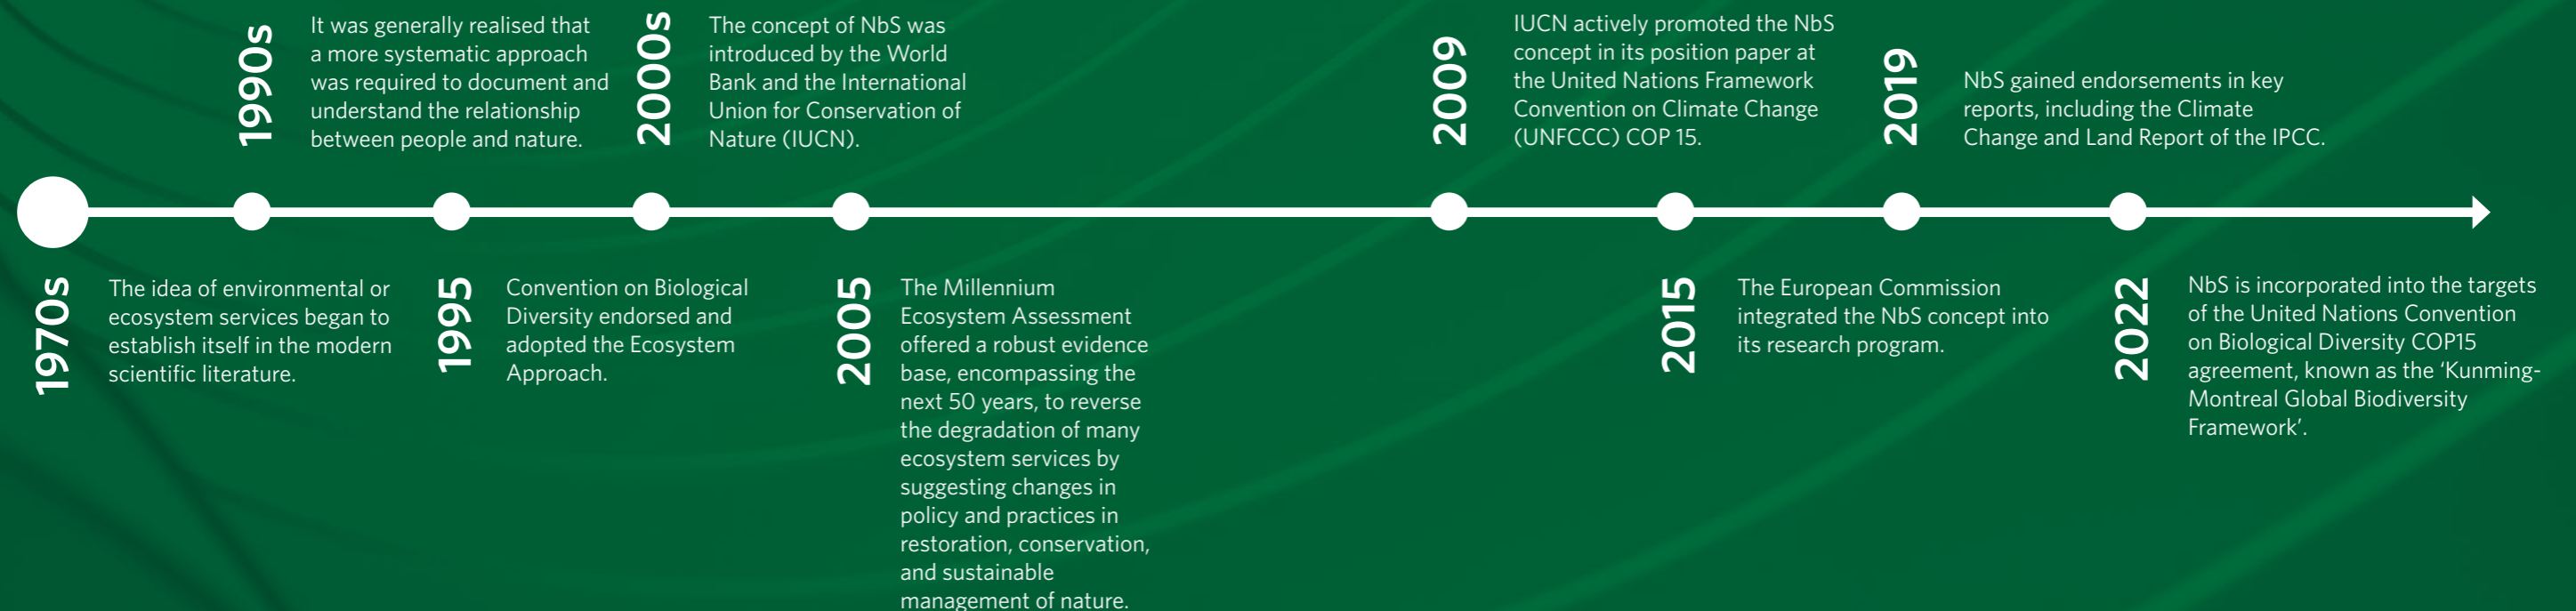 1970s
The idea of environmental or
ecosystem services began to
establish itself in the modern
scientific literature.
1990s
It was generally realised that
a more systematic approach
was required to document and
understand the relationship
between people and nature.
1995
Convention on Biological
Diversity endorsed and
adopted the Ecosystem
Approach.
2000s
The concept of NbS was
introduced by the World
Bank and the International
Union for Conservation of
Nature (IUCN).
2005
The Millennium
Ecosystem Assessment
offered a robust evidence
base, encompassing the
next 50 years, to reverse
the degradation of many
ecosystem services by
suggesting changes in
policy and practices in
restoration, conservation,
and sustainable
management of nature.
2009
IUCN actively promoted the NbS
concept in its position paper at
the United Nations Framework
Convention on Climate Change
(UNFCCC) COP 15.
2015
The European Commission
integrated the NbS concept into
its research program.
2019
NbS gained endorsements in key
reports, including the Climate
Change and Land Report of the IPCC.
2022
NbS is incorporated into the targets
of the United Nations Convention
on Biological Diversity COP15
agreement, known as the ‘Kunming-
Montreal Global Biodiversity
Framework’.